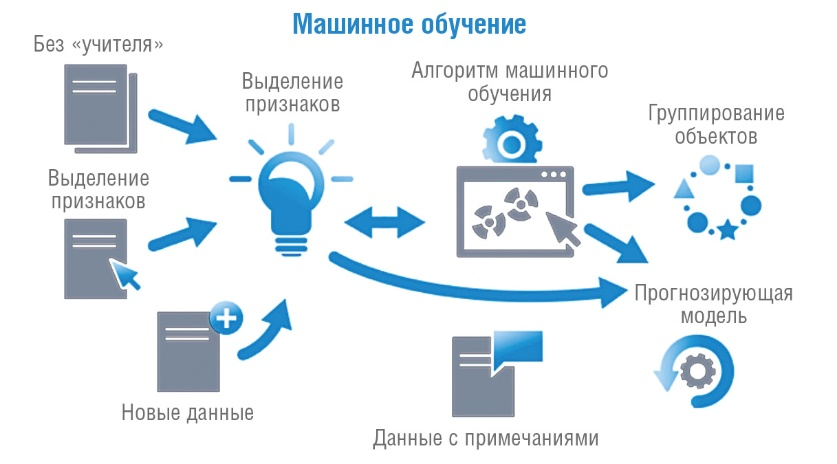 Машинное обучение
Без «учителя»
Выделение
признаков
Алгоритм машинного
обучения
Группирование
объектов
Выделение
признаков
Прогнозирующая
модель
Новые данные
Данные с примечаниями